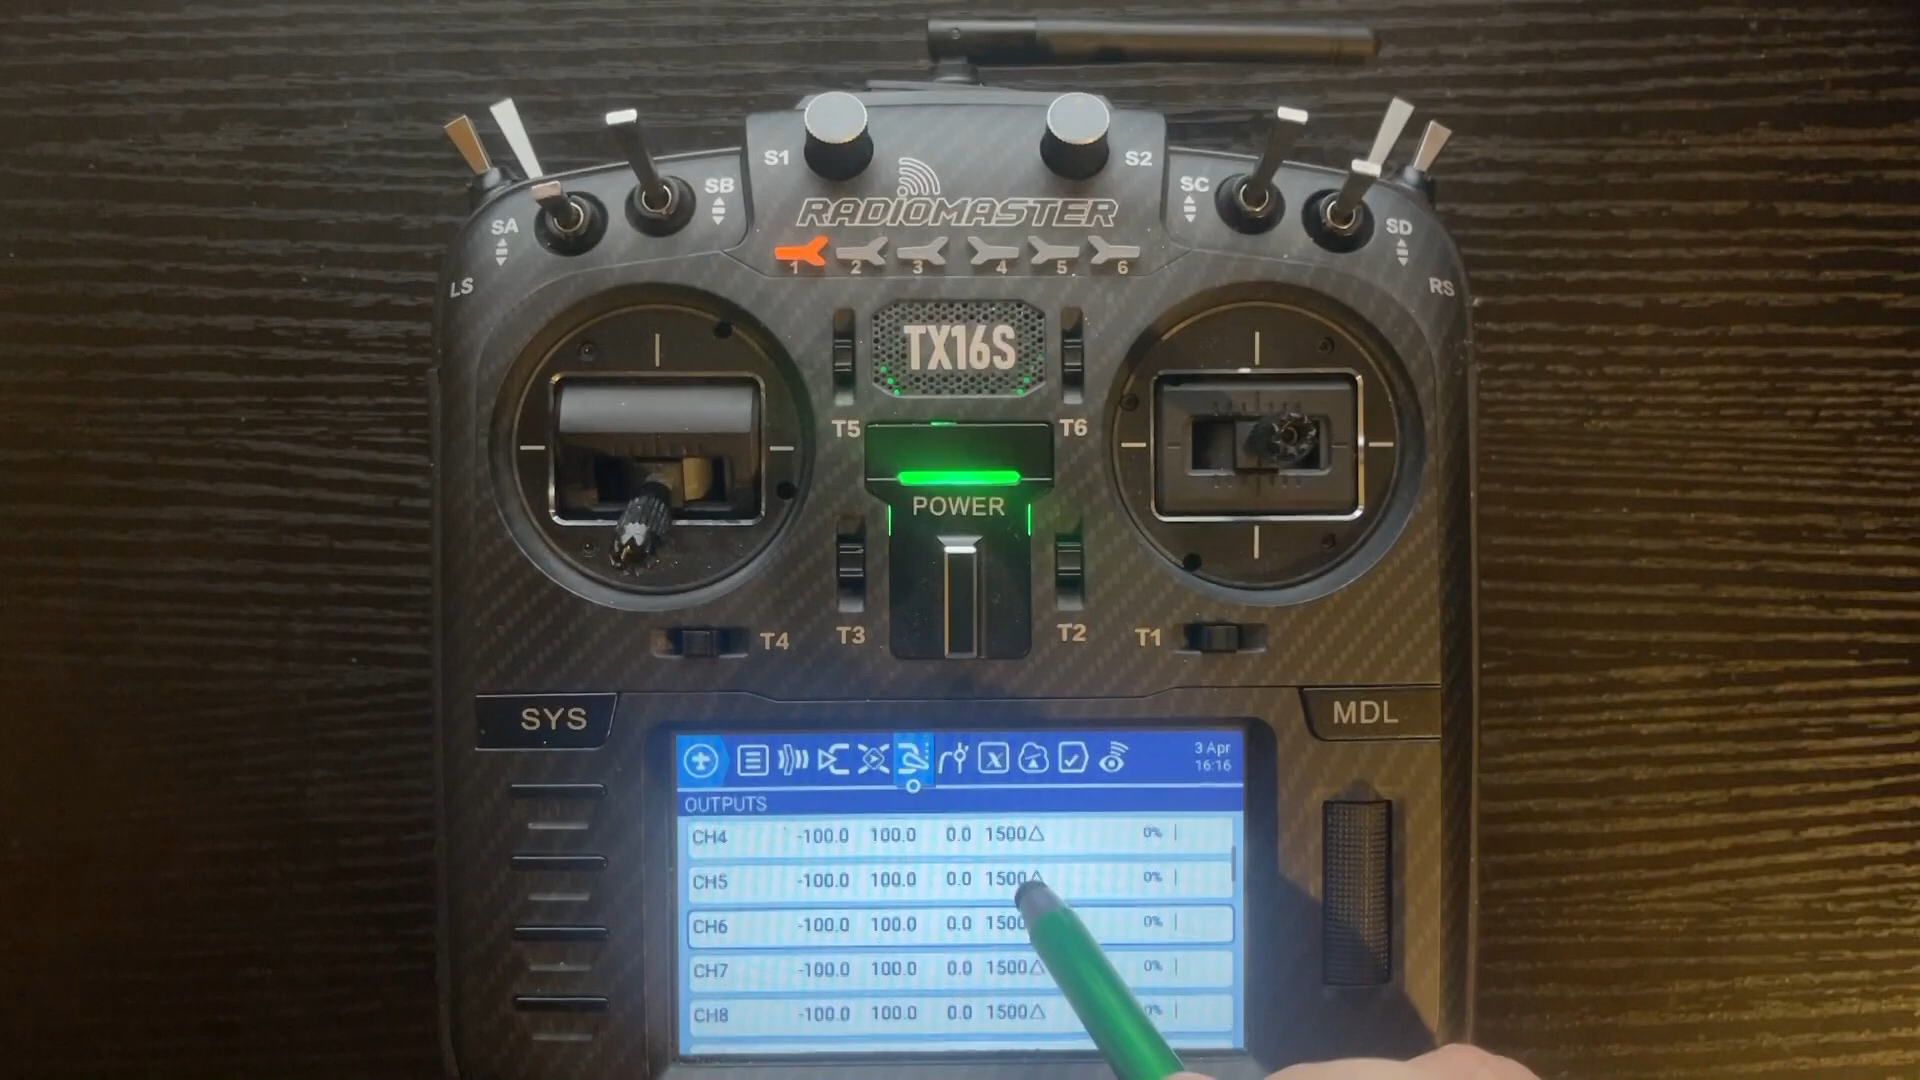 S1
S2
SB
SC
RADIOMASTER
SA
SD
1 2 3 4 5 6
LS
RS
TX16S
T5
T6
POWER
T4
T3
T2
T1
SYS
MDL
3 Apr
16:16
OUTPUTS
CH4 -100.0 100.0 0.0 1500△ 0%
CH5 -100.0 100.0 0.0 1500△ 0%
CH6 -100.0 100.0 0.0 1500 0%
CH7 -100.0 100.0 0.0 1500△ 0%
CH8 -100.0 100.0 0.0 1500△ 0%